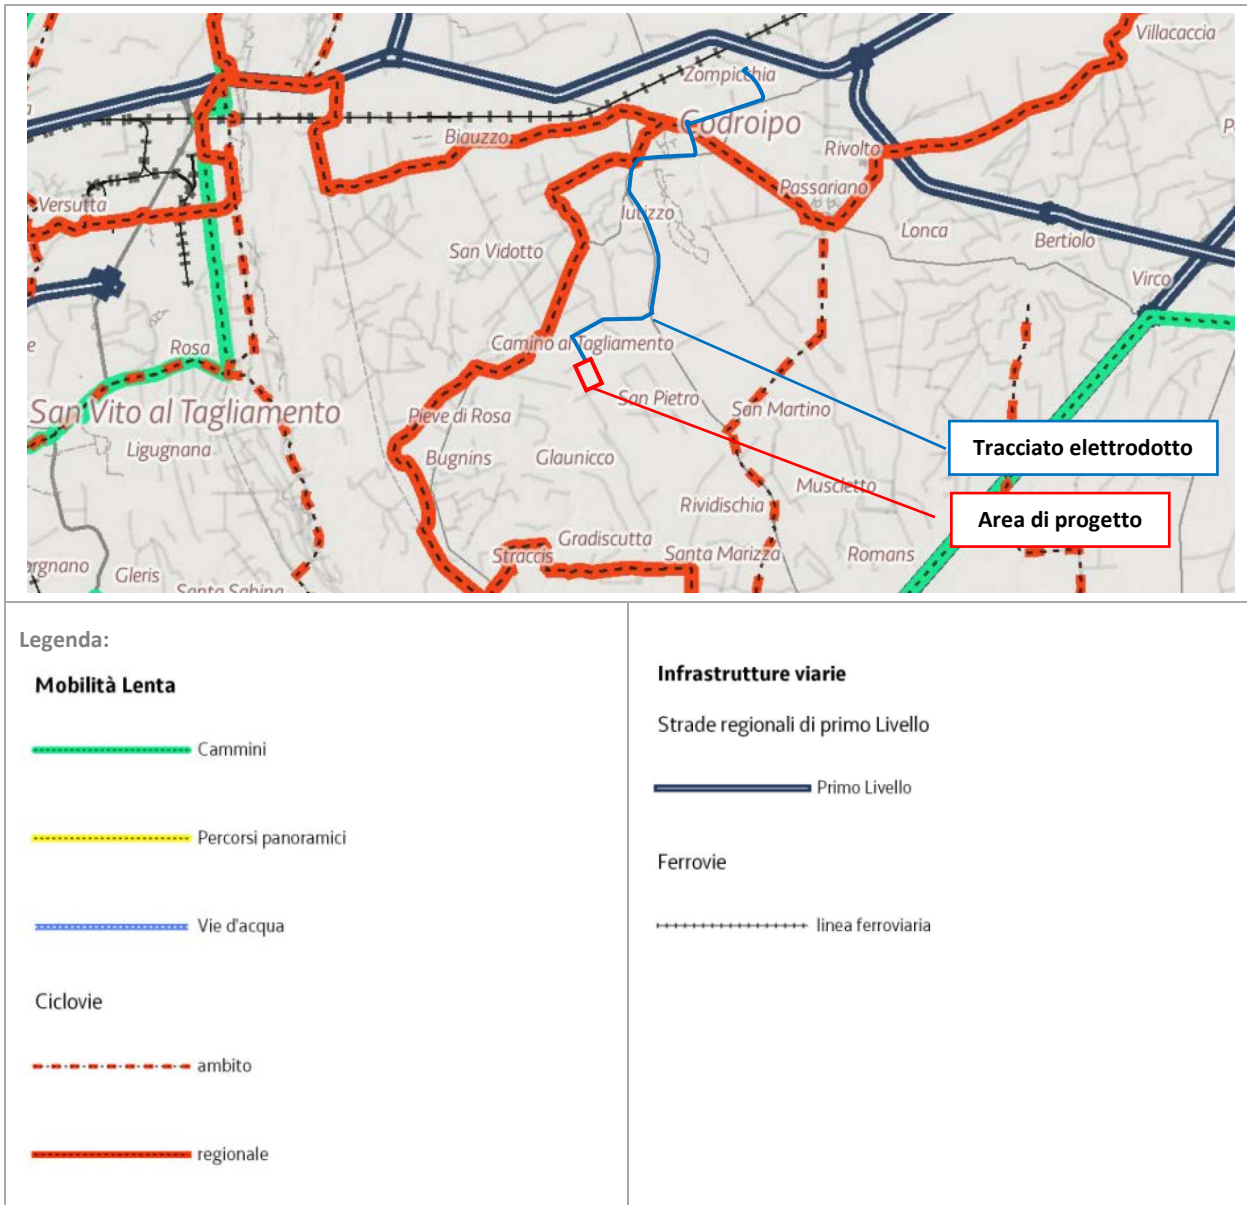 Villacaccia
Zompicchia
Codroipo
Biauzzo
Rivolto
Passariano
Versutta
Iutizzo
Lonca
San Vidotto
Bertiolo
Virco
Rosa
Camino al Tagliamento
San Pietro
San Vito al Tagliamento
Pieve di Rosa
San Martino
Ligugnana
Bugnins
Glaunicco
Tracciato elettrodotto
Muscletto
Rividischia
Area di progetto
Gradiscutta
Straccis
Santa Marizza
Romans
Gleris
Santa Sabina
Legenda:
Mobilità Lenta
Cammini
Percorsi panoramici
Vie d'acqua
Ciclovie
ambito
regionale
Infrastrutture viarie
Strade regionali di primo Livello
Primo Livello
Ferrovie
linea ferroviaria